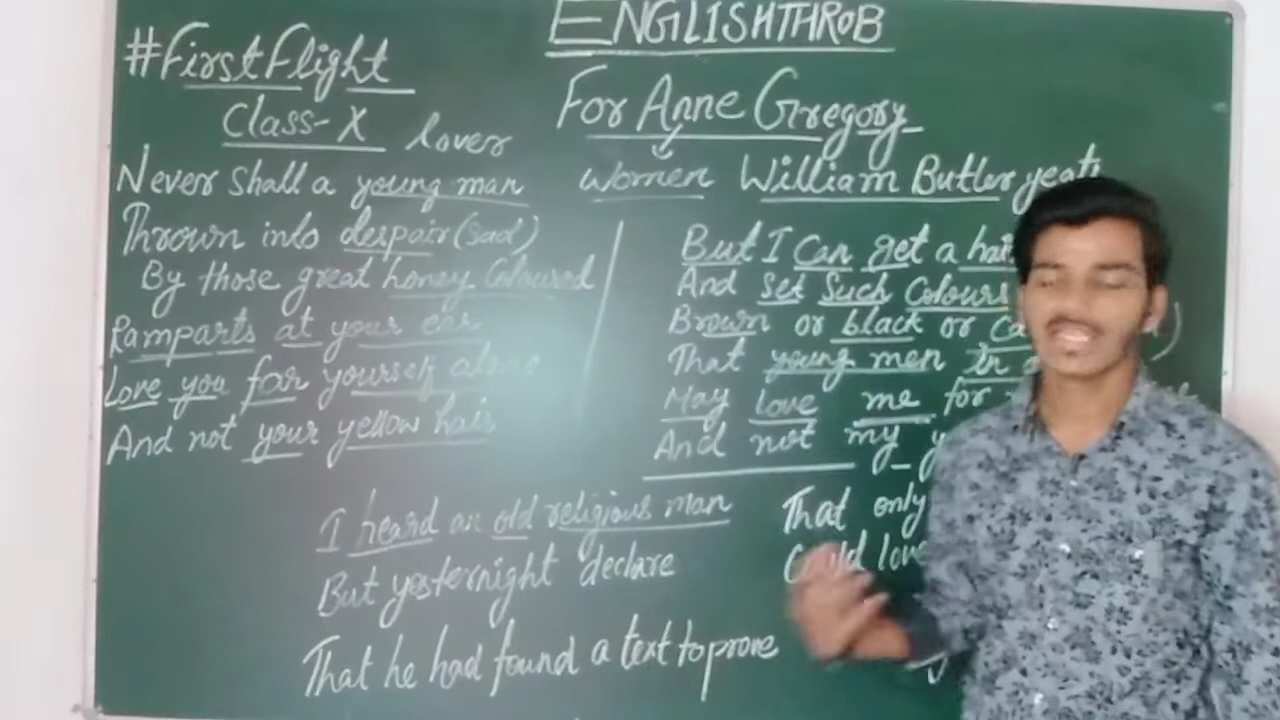 ENGLISHTHROB
#FirstFlight
Class-X
For Anne Gregory
lover
women
William Butler yeats
Never shall a young man
Thrown into despair (sad)
By those great honey Coloured
Ramparts at your ear
Love you for yourself alone
And not your yellow hair
But I Can get a hair
And set such Colours
Brown or black or
That young men in
May love me for
And not my
I heard an old religious man
But yesternight declare
That he had found a text to prove
That only
Could love